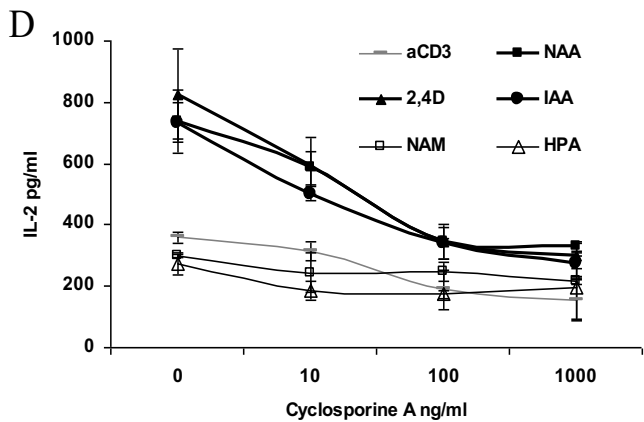 D
1000
800
600
400
200
0
IL-2 pg/ml
aCD3
NAA
2,4D
IAA
NAM
HPA
0 10 100 1000
Cyclosporine A ng/ml